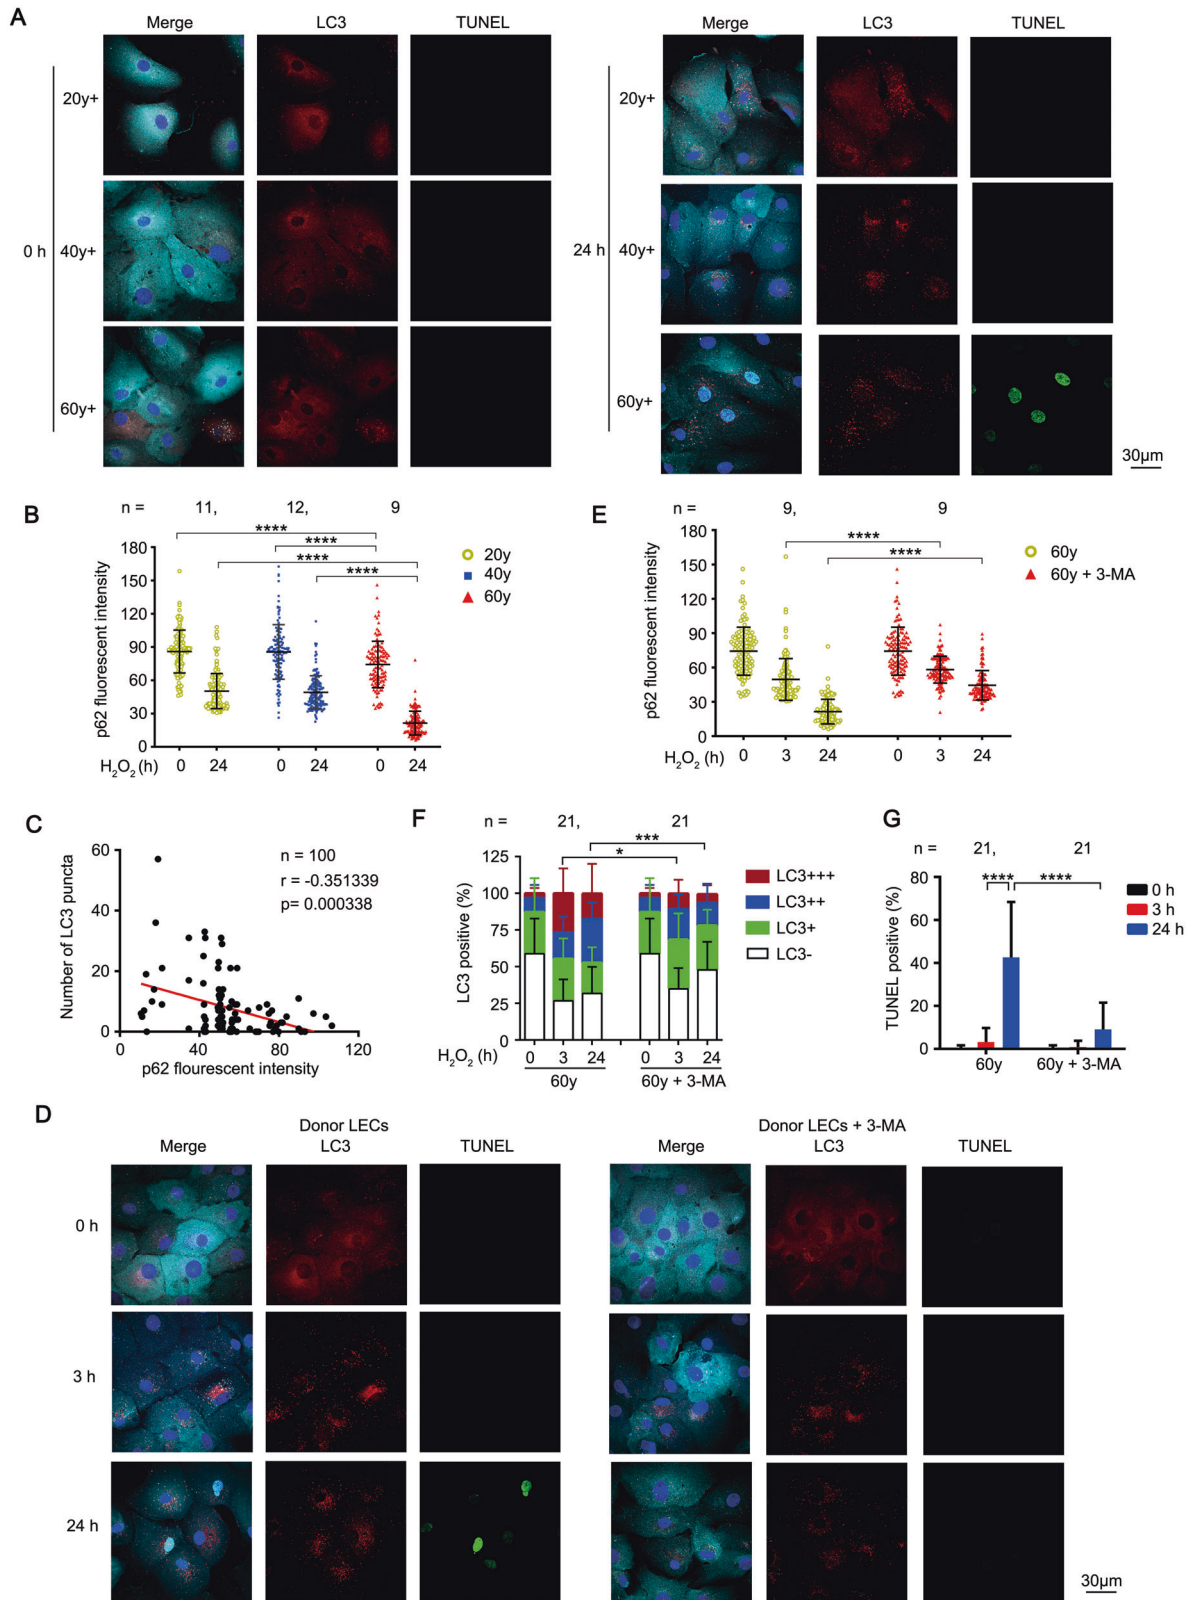 A
Merge LC3 TUNEL Merge LC3 TUNEL
20y+ 20y+
0 h 40y+ 24 h 40y+
60y+ 60y+
30µm
B
n = 11, 12, 9
**** **** **** ****
p62 fluorescent intensity
180
150
120
90
60
30
0
H₂O₂ (h) 0 24 0 24 0 24
20y
40y
60y
E
n = 9, 9
**** ****
p62 fluorescent intensity
180
150
120
90
60
30
0
H₂O₂ (h) 0 3 24 0 3 24
60y
60y + 3-MA
C
Number of LC3 puncta
60
40
20
0
n = 100
r = -0.351339
p= 0.000338
0 40 80 120
p62 flourescent intensity
F
n = 21, 21
***
*
LC3 positive (%)
125
100
75
50
25
0
H₂O₂ (h) 0 3 24 0 3 24
60y 60y + 3-MA
LC3+++
LC3++
LC3+
LC3-
G
n = 21, 21
**** ****
TUNEL positive (%)
80
60
40
20
0
60y 60y + 3-MA
0 h
3 h
24 h
D
Donor LECs Donor LECs + 3-MA
Merge LC3 TUNEL Merge LC3 TUNEL
0 h
3 h
24 h
30µm